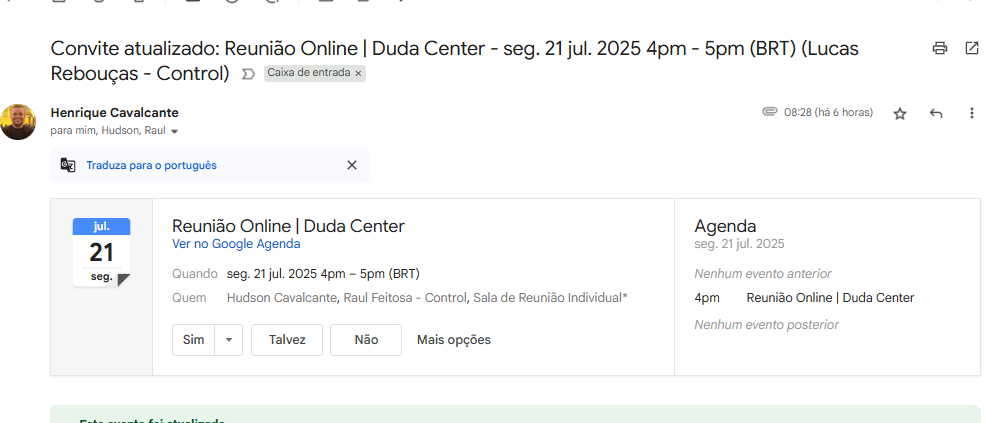 Convite atualizado: Reunião Online | Duda Center - seg. 21 jul. 2025 4pm - 5pm (BRT) (Lucas
Rebouças - Control) Caixa de entrada ×
Henrique Cavalcante 08:28 (há 6 horas)
para mim, Hudson, Raul
Traduza para o português
jul.
21
seg.
Reunião Online | Duda Center
Ver no Google Agenda
Quando seg. 21 jul. 2025 4pm – 5pm (BRT)
Quem Hudson Cavalcante, Raul Feitosa - Control, Sala de Reunião Individual*
Sim Talvez Não Mais opções
Agenda
seg. 21 jul. 2025
Nenhum evento anterior
4pm Reunião Online | Duda Center
Nenhum evento posterior
Este evento foi atualizado